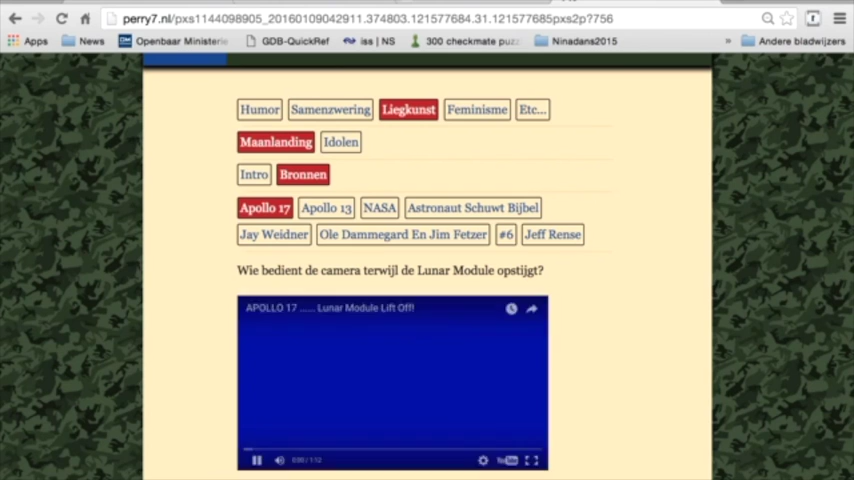 perry7.nl/pxs1144098905_20160109042911.374803.121577684.31.121577685pxs2p?756
Apps News Openbaar Ministerie GDB-QuickRef iss | NS 300 checkmate puz Ninadans2015 » Andere bladwijzers
Humor Samenzwering Liegkunst Feminisme Etc...
Maanlanding Idolen
Intro Bronnen
Apollo 17 Apollo 13 NASA Astronaut Schuwt Bijbel
Jay Weidner Ole Dammegard En Jim Fetzer #6 Jeff Rense
Wie bedient de camera terwijl de Lunar Module opstijgt?
APOLLO 17 ...... Lunar Module Lift Off!
YouTube